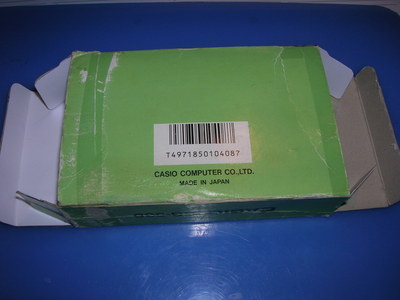 T4971850104087
CASIO COMPUTER CO.,LTD.
MADE IN JAPAN